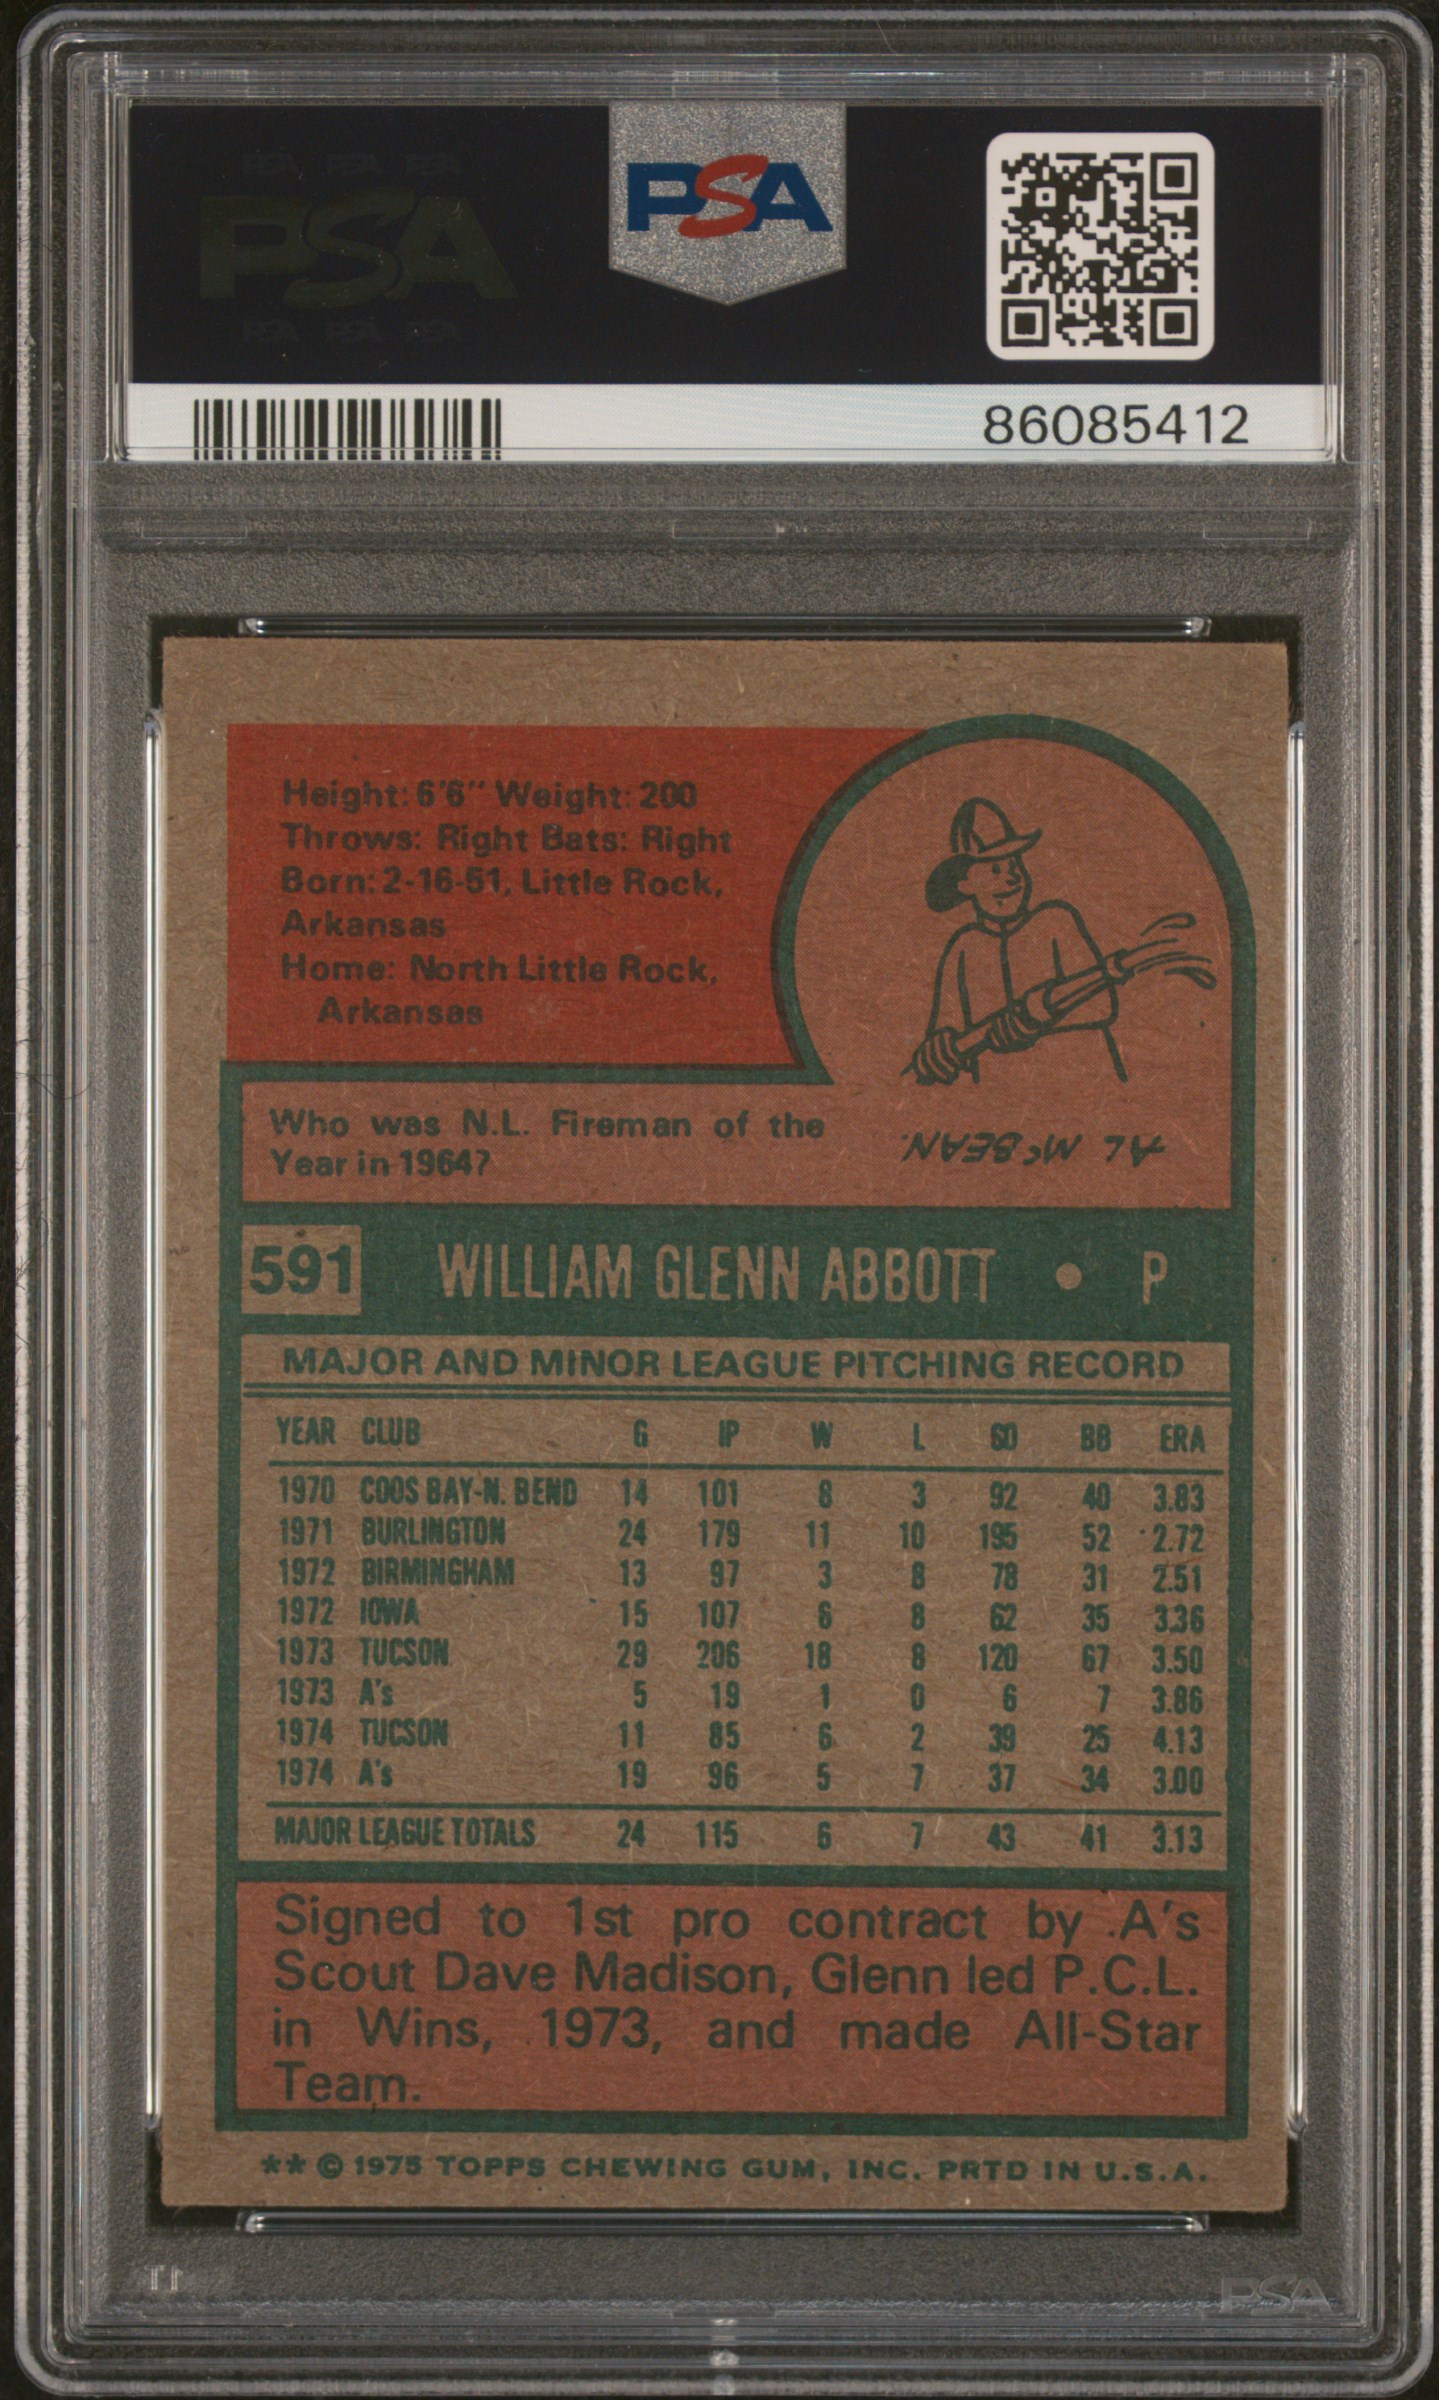 PSA PSA PSA
PSA
PSA PSA PSA
PSA
86085412
Height: 6'6" Weight: 200
Throws: Right Bats: Right
Born: 2-16-51, Little Rock,
Arkansas
Home: North Little Rock,
Arkansas
Who was N.L. Fireman of the
Year in 1964?
AL McBEAN.
591 WILLIAM GLENN ABBOTT • P
MAJOR AND MINOR LEAGUE PITCHING RECORD
YEAR CLUB G IP W L SO BB ERA
1970 COOS BAY-N. BEND 14 101 8 3 92 40 3.83
1971 BURLINGTON 24 179 11 10 195 52 2.72
1972 BIRMINGHAM 13 97 3 8 78 31 2.51
1972 IOWA 15 107 6 8 62 35 3.36
1973 TUCSON 29 206 18 8 120 67 3.50
1973 A's 5 19 1 0 6 7 3.86
1974 TUCSON 11 85 6 2 39 25 4.13
1974 A's 19 96 5 7 37 34 3.00
MAJOR LEAGUE TOTALS 24 115 6 7 43 41 3.13
Signed to 1st pro contract by A's
Scout Dave Madison, Glenn led P.C.L.
in Wins, 1973, and made All-Star
Team.
** © 1975 TOPPS CHEWING GUM, INC. PRTD IN U.S.A.
PSA